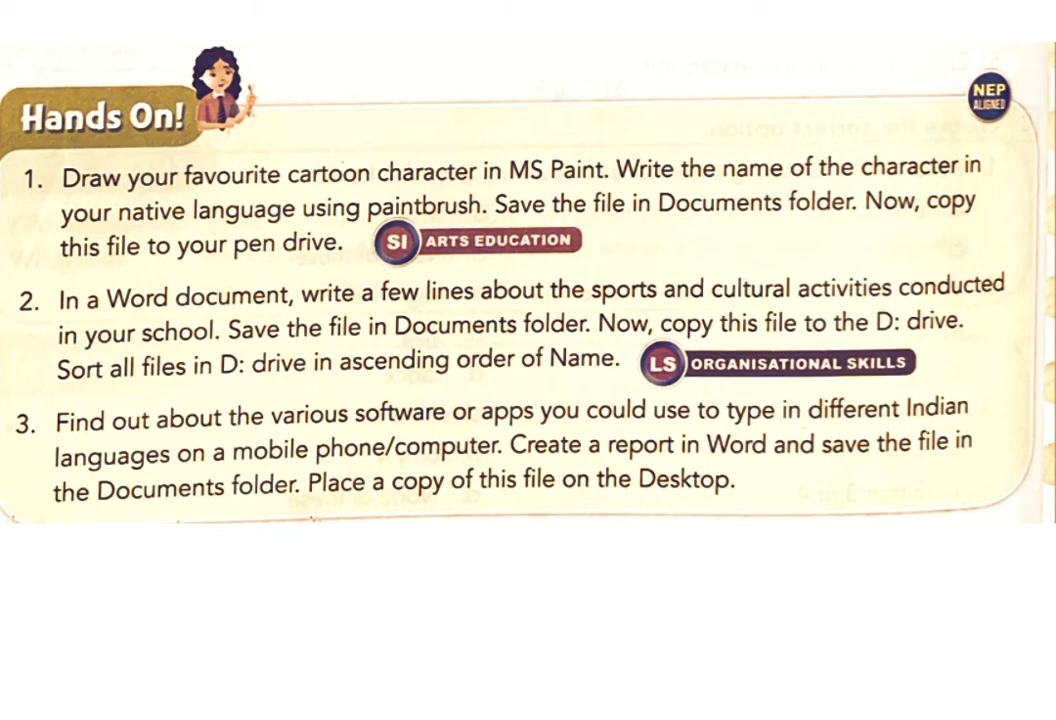 Hands On!
NEP
ALIGNED
1. Draw your favourite cartoon character in MS Paint. Write the name of the character in
your native language using paintbrush. Save the file in Documents folder. Now, copy
this file to your pen drive. SI ARTS EDUCATION
2. In a Word document, write a few lines about the sports and cultural activities conducted
in your school. Save the file in Documents folder. Now, copy this file to the D: drive.
Sort all files in D: drive in ascending order of Name. LS ORGANISATIONAL SKILLS
3. Find out about the various software or apps you could use to type in different Indian
languages on a mobile phone/computer. Create a report in Word and save the file in
the Documents folder. Place a copy of this file on the Desktop.